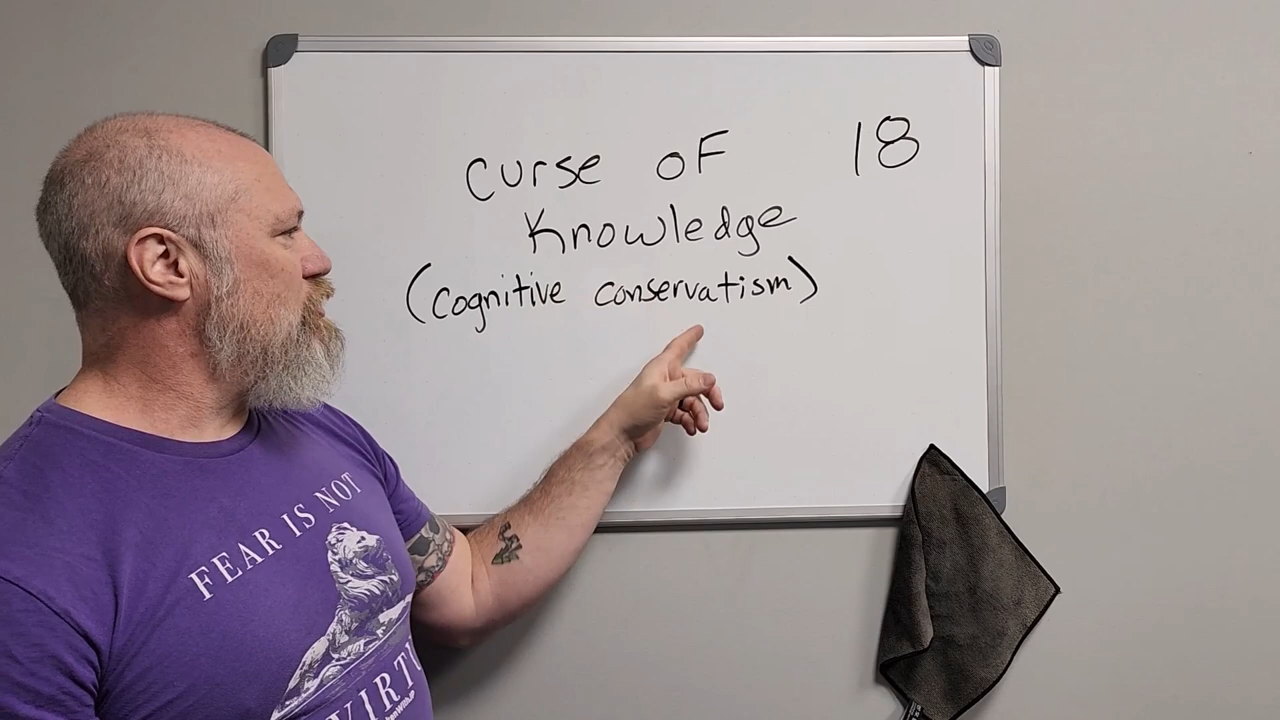 Curse of 18
Knowledge
(cognitive conservatism)
FEAR IS NOT
VIRTU